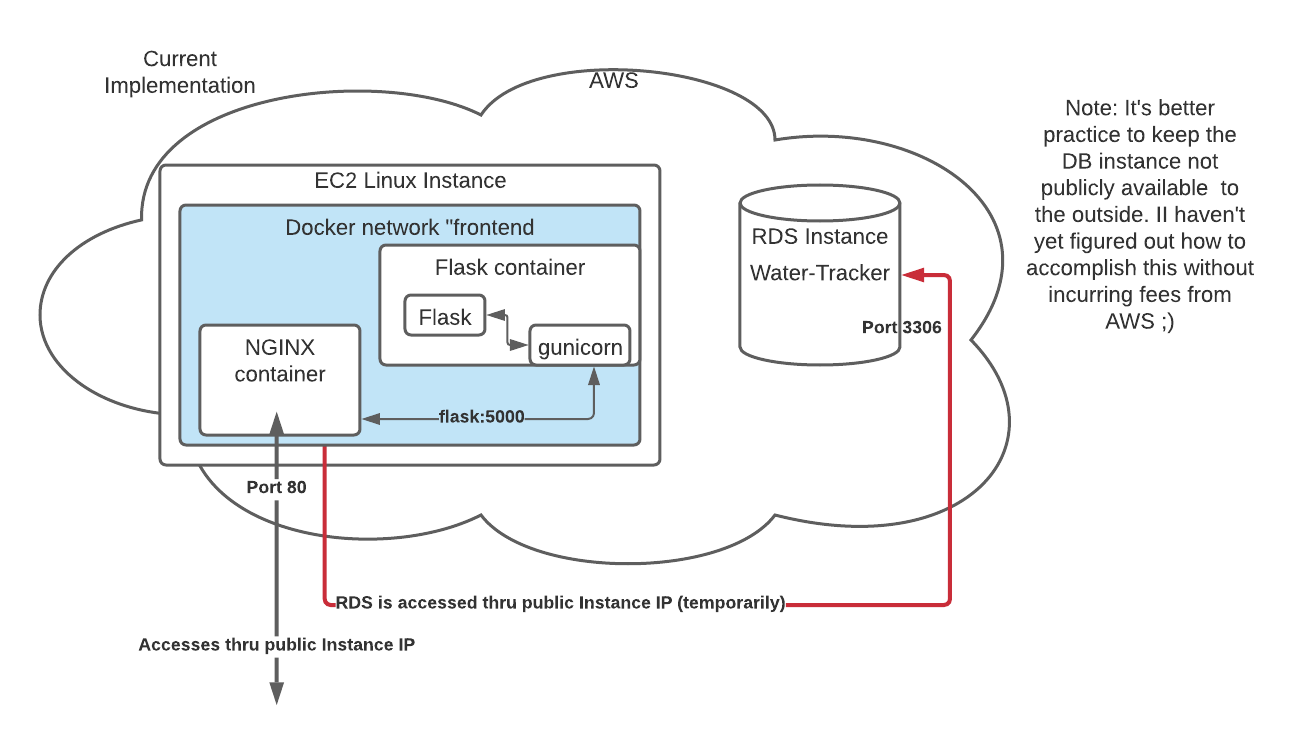 Current
Implementation
AWS
Note: It's better
practice to keep the
DB instance not
publicly available  to
the outside. II haven't
yet figured out how to
accomplish this without
incurring fees from
AWS ;)
EC2 Linux Instance
Docker network "frontend
Flask container
Flask
gunicorn
NGINX
container
flask:5000
RDS Instance
Water-Tracker
Port 3306
Port 80
RDS is accessed thru public Instance IP (temporarily)
Accesses thru public Instance IP